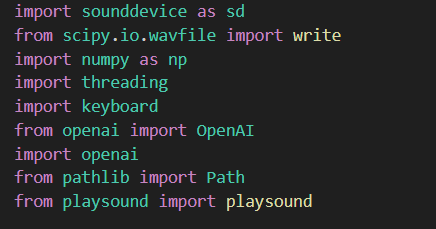 import sounddevice as sd
from scipy.io.wavfile import write
import numpy as np
import threading
import keyboard
from openai import OpenAI
import openai
from pathlib import Path
from playsound import playsound